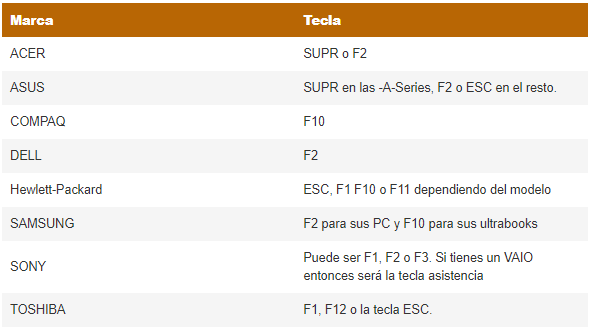 Marca Tecla
ACER SUPR o F2
ASUS SUPR en las -A-Series, F2 o ESC en el resto.
COMPAQ F10
DELL F2
Hewlett-Packard ESC, F1 F10 o F11 dependiendo del modelo
SAMSUNG F2 para sus PC y F10 para sus ultrabooks
SONY Puede ser F1, F2 o F3. Si tienes un VAIO
entonces será la tecla asistencia
TOSHIBA F1, F12 o la tecla ESC.